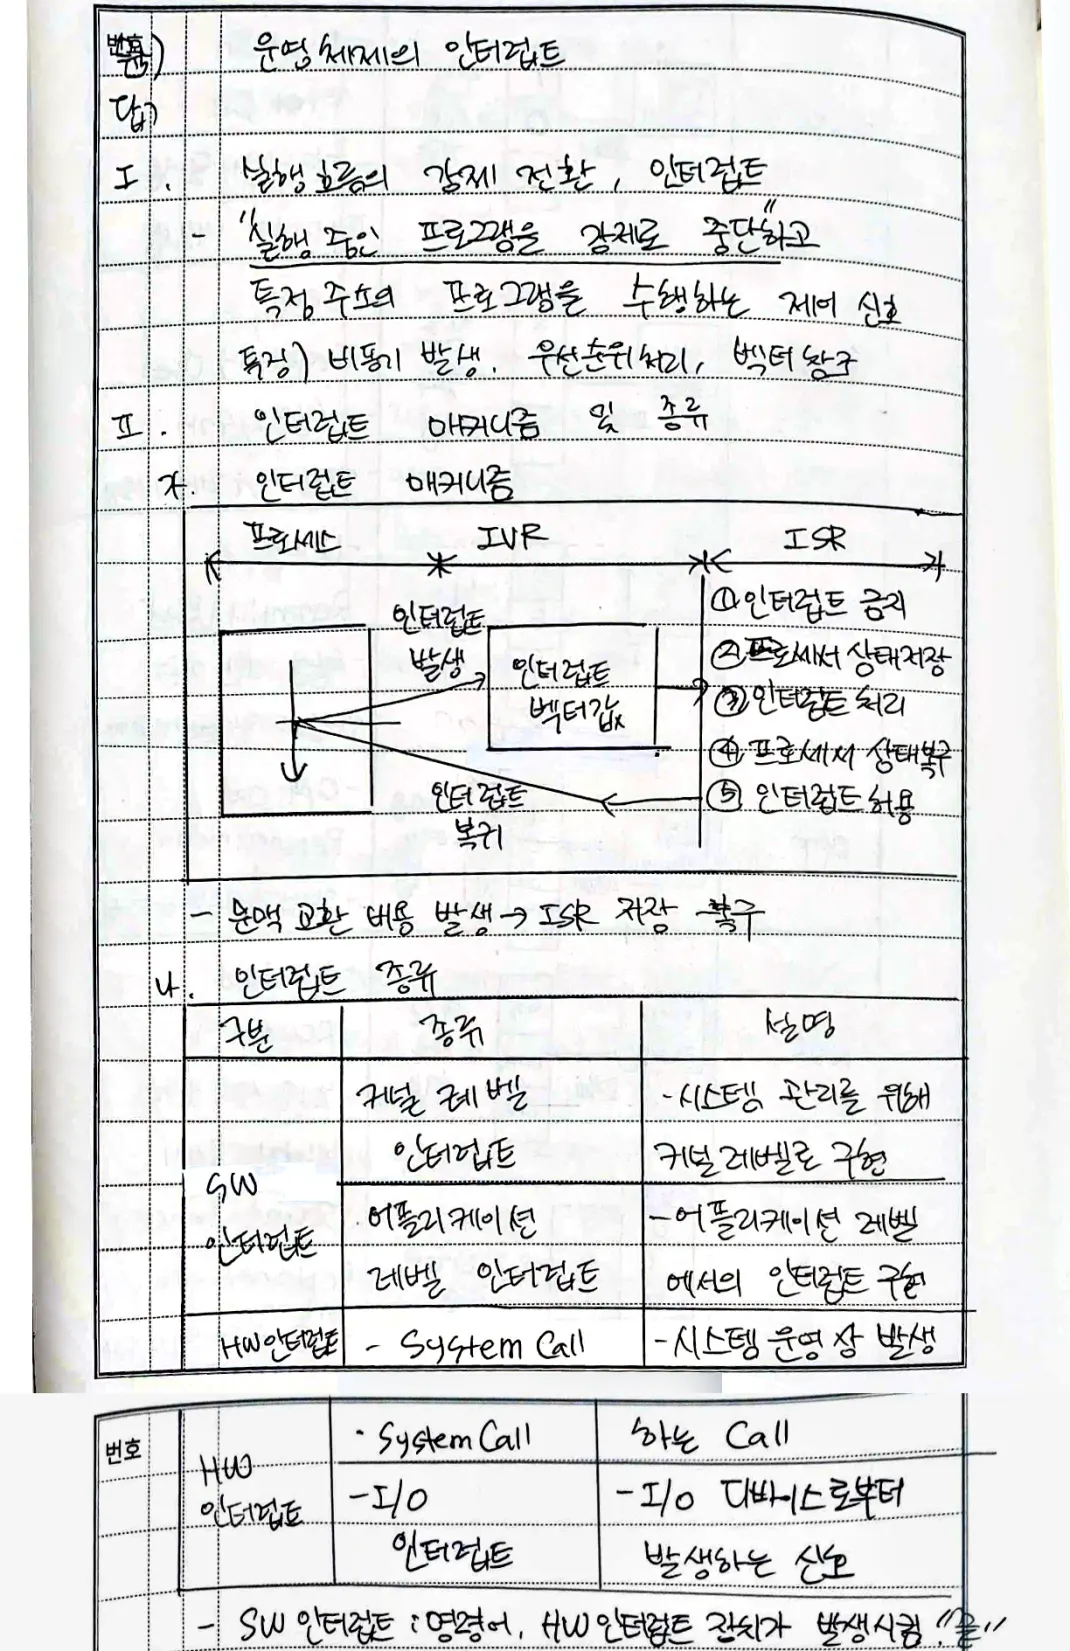 번호
문)
운영체제의 인터럽트
답)
I. 실행흐름의 강제 전환, 인터럽트
- "실행 중인 프로그램을 강제로 중단"하고
특정주소의 프로그램을 수행하는 제어 신호
특징) 비동기 발생. 우선순위처리, 벡터참조
II. 인터럽트 매커니즘 및 종류
가. 인터럽트 매커니즘
프로세스 IVR ISR
인터럽트
발생
인터럽트
벡터값
인터럽트
복귀
① 인터럽트 금지
② 프로세서 상태저장
③ 인터럽트 처리
④ 프로세서 상태복구
⑤ 인터럽트 허용
- 문맥 교환 비용 발생 → ISR 저장 복구
나. 인터럽트 종류
구분 종류 설명
SW
인터럽트
커널 레벨
인터럽트
- 시스템 관리를 위해
커널레벨로 구현
어플리케이션
레벨 인터럽트
- 어플리케이션 레벨
에서의 인터럽트 구현
HW인터럽트 - System Call - 시스템 운영 상 발생
번호
HW
인터럽트
· System Call 하는 Call
- I/O
인터럽트
- I/O 디바이스로부터
발생하는 신호
- SW 인터럽트 : 명령어, HW인터럽트 장치가 발생시킴. "끝"